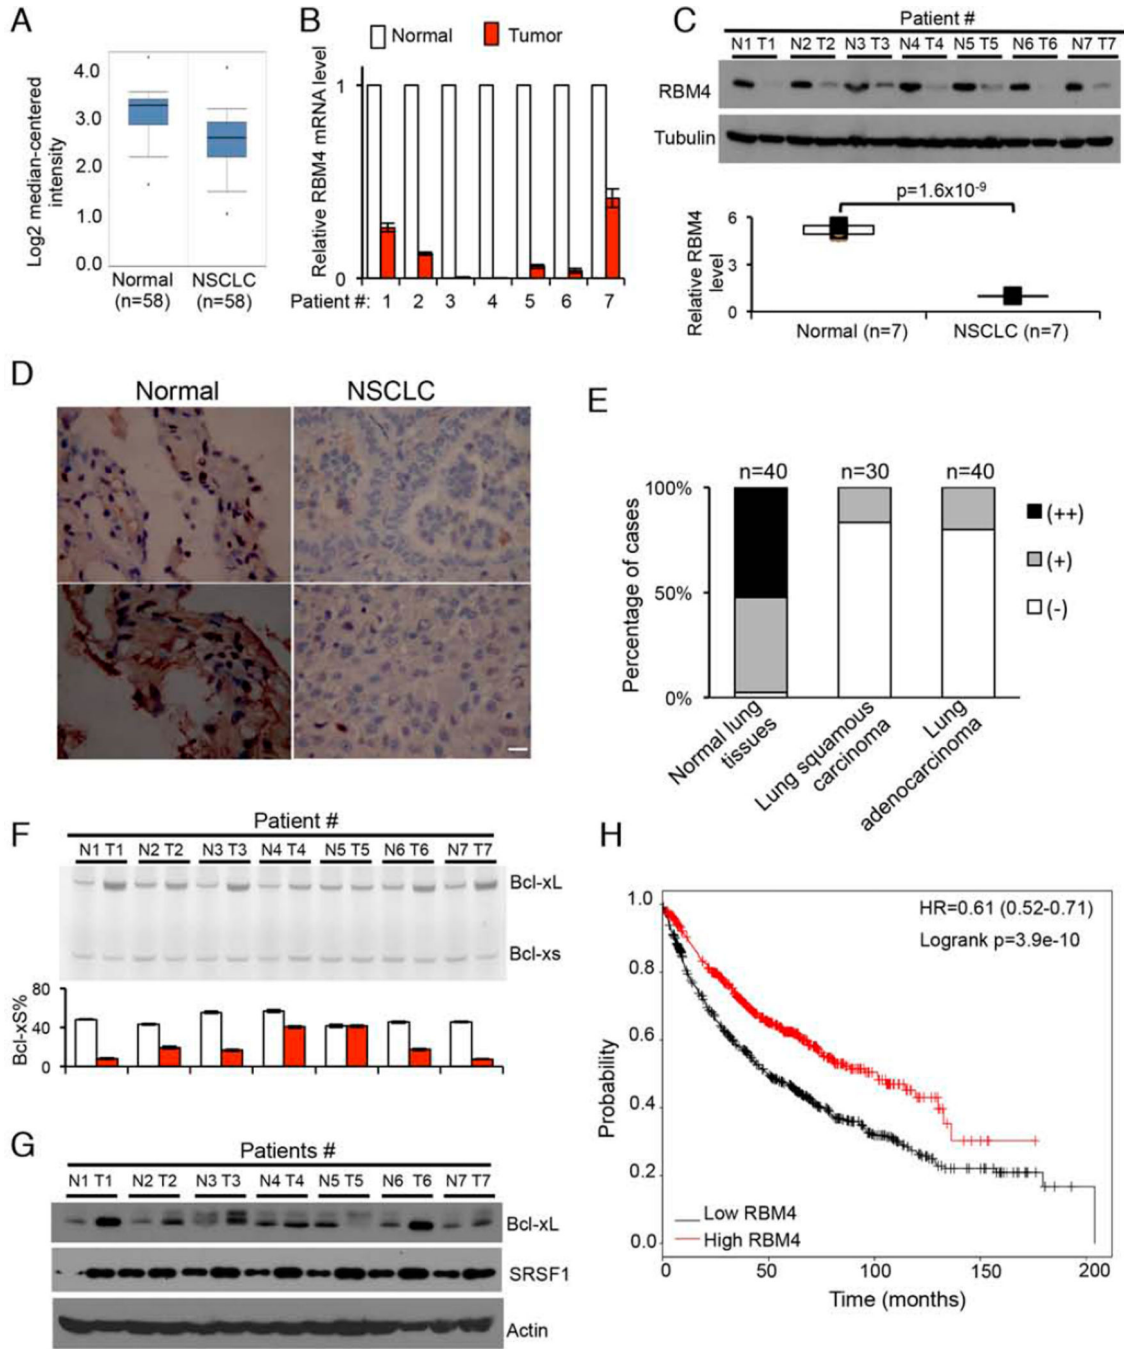 A
Log2 median-centered
intensity
4.0
3.0
2.0
1.0
0.0
Normal
(n=58)
NSCLC
(n=58)
B
Normal
Tumor
Relative RBM4 mRNA level
1
0
Patient #: 1 2 3 4 5 6 7
C
Patient #
N1 T1 N2 T2 N3 T3 N4 T4 N5 T5 N6 T6 N7 T7
RBM4
Tubulin
p=1.6x10-9
Relative RBM4
level
6
3
0
Normal (n=7)
NSCLC (n=7)
D
Normal
NSCLC
E
n=40
n=30
n=40
Percentage of cases
100%
50%
0%
(++)
(+)
(-)
Normal lung
tissues
Lung squamous
carcinoma
Lung
adenocarcinoma
F
Patient #
N1 T1 N2 T2 N3 T3 N4 T4 N5 T5 N6 T6 N7 T7
Bcl-xL
Bcl-xs
Bcl-xS%
80
40
0
G
Patients #
N1 T1 N2 T2 N3 T3 N4 T4 N5 T5 N6 T6 N7 T7
Bcl-xL
SRSF1
Actin
H
HR=0.61 (0.52-0.71)
Logrank p=3.9e-10
Probability
1.0
0.8
0.6
0.4
0.2
0.0
Low RBM4
High RBM4
0 50 100 150 200
Time (months)